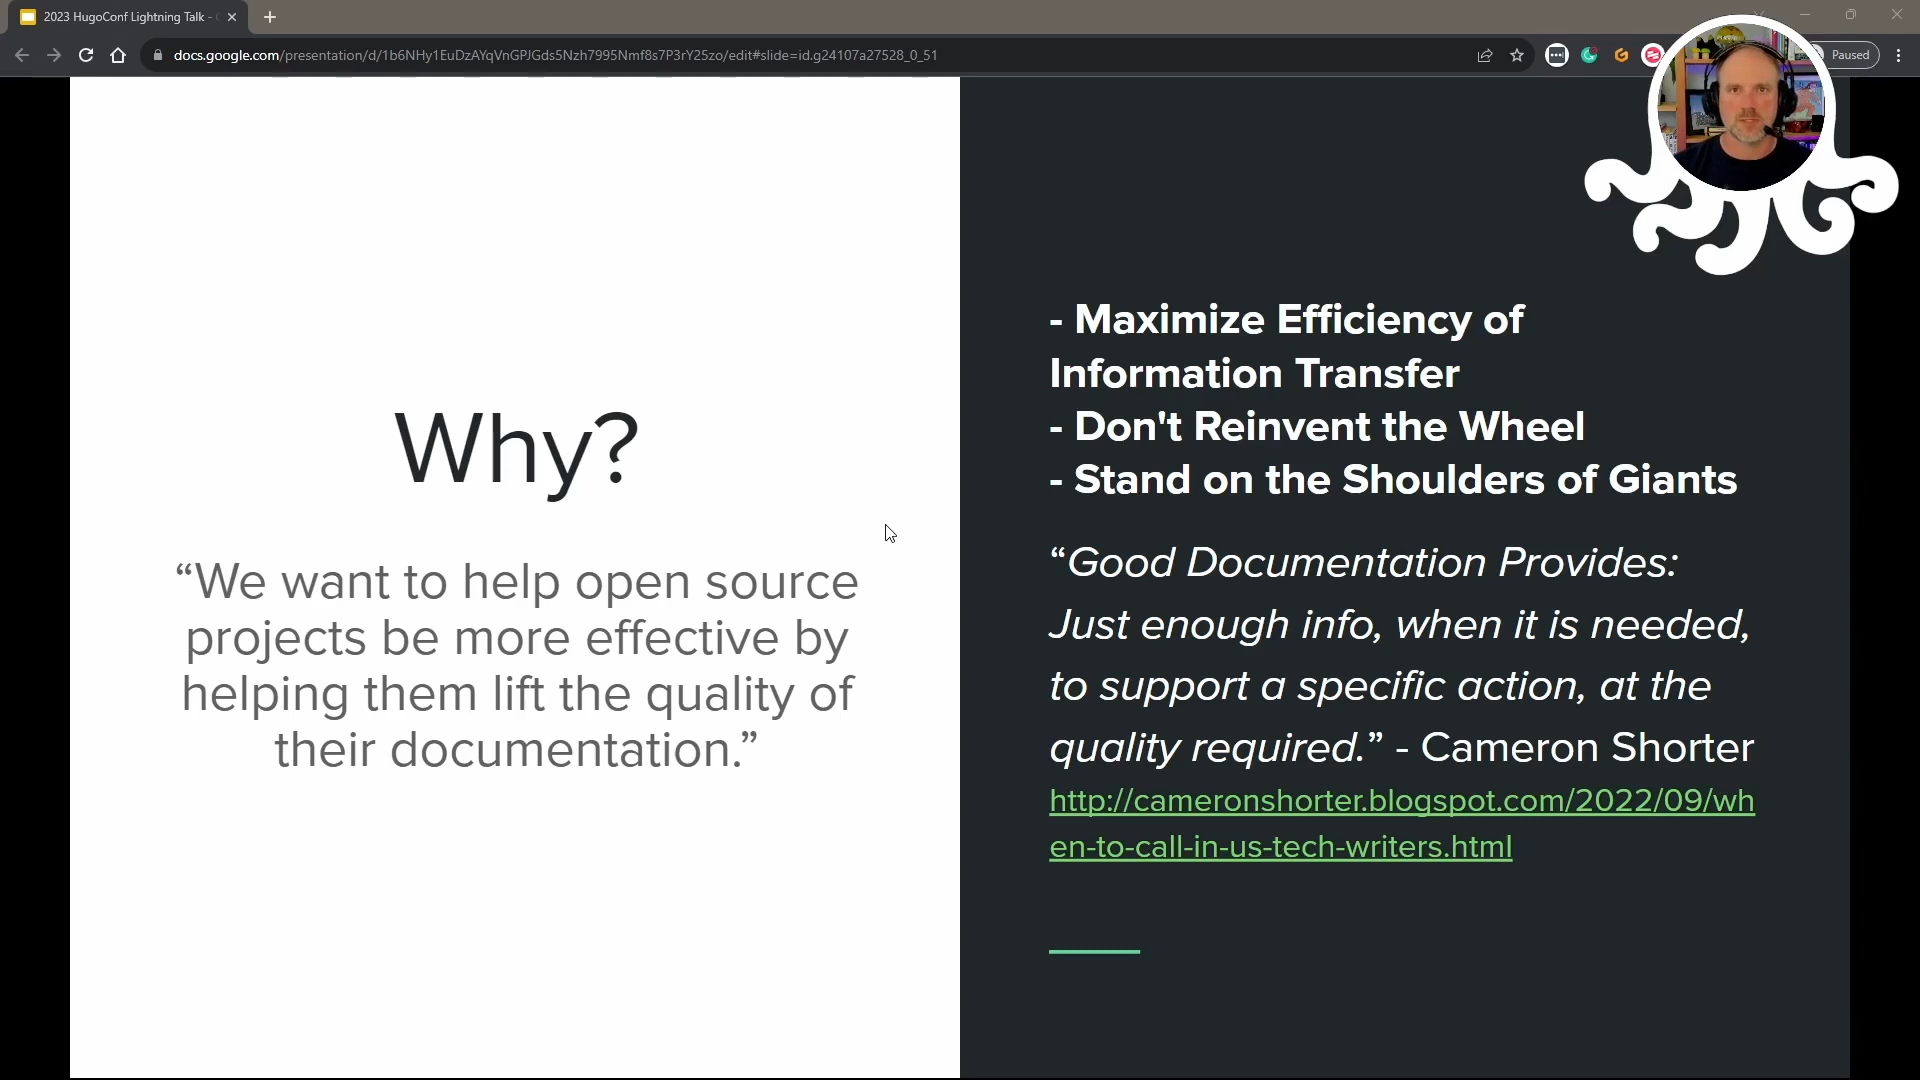 2023 HugoConf Lightning Talk -
docs.google.com/presentation/d/1b6NHy1EuDzAYqVnGPJGds5Nzh7995Nmf8s7P3rY25zo/edit#slide=id.g24107a27528_0_51
Paused
Why?
“We want to help open source
projects be more effective by
helping them lift the quality of
their documentation.”
- Maximize Efficiency of
Information Transfer
- Don't Reinvent the Wheel
- Stand on the Shoulders of Giants
“Good Documentation Provides:
Just enough info, when it is needed,
to support a specific action, at the
quality required.” - Cameron Shorter
http://cameronshorter.blogspot.com/2022/09/wh
en-to-call-in-us-tech-writers.html